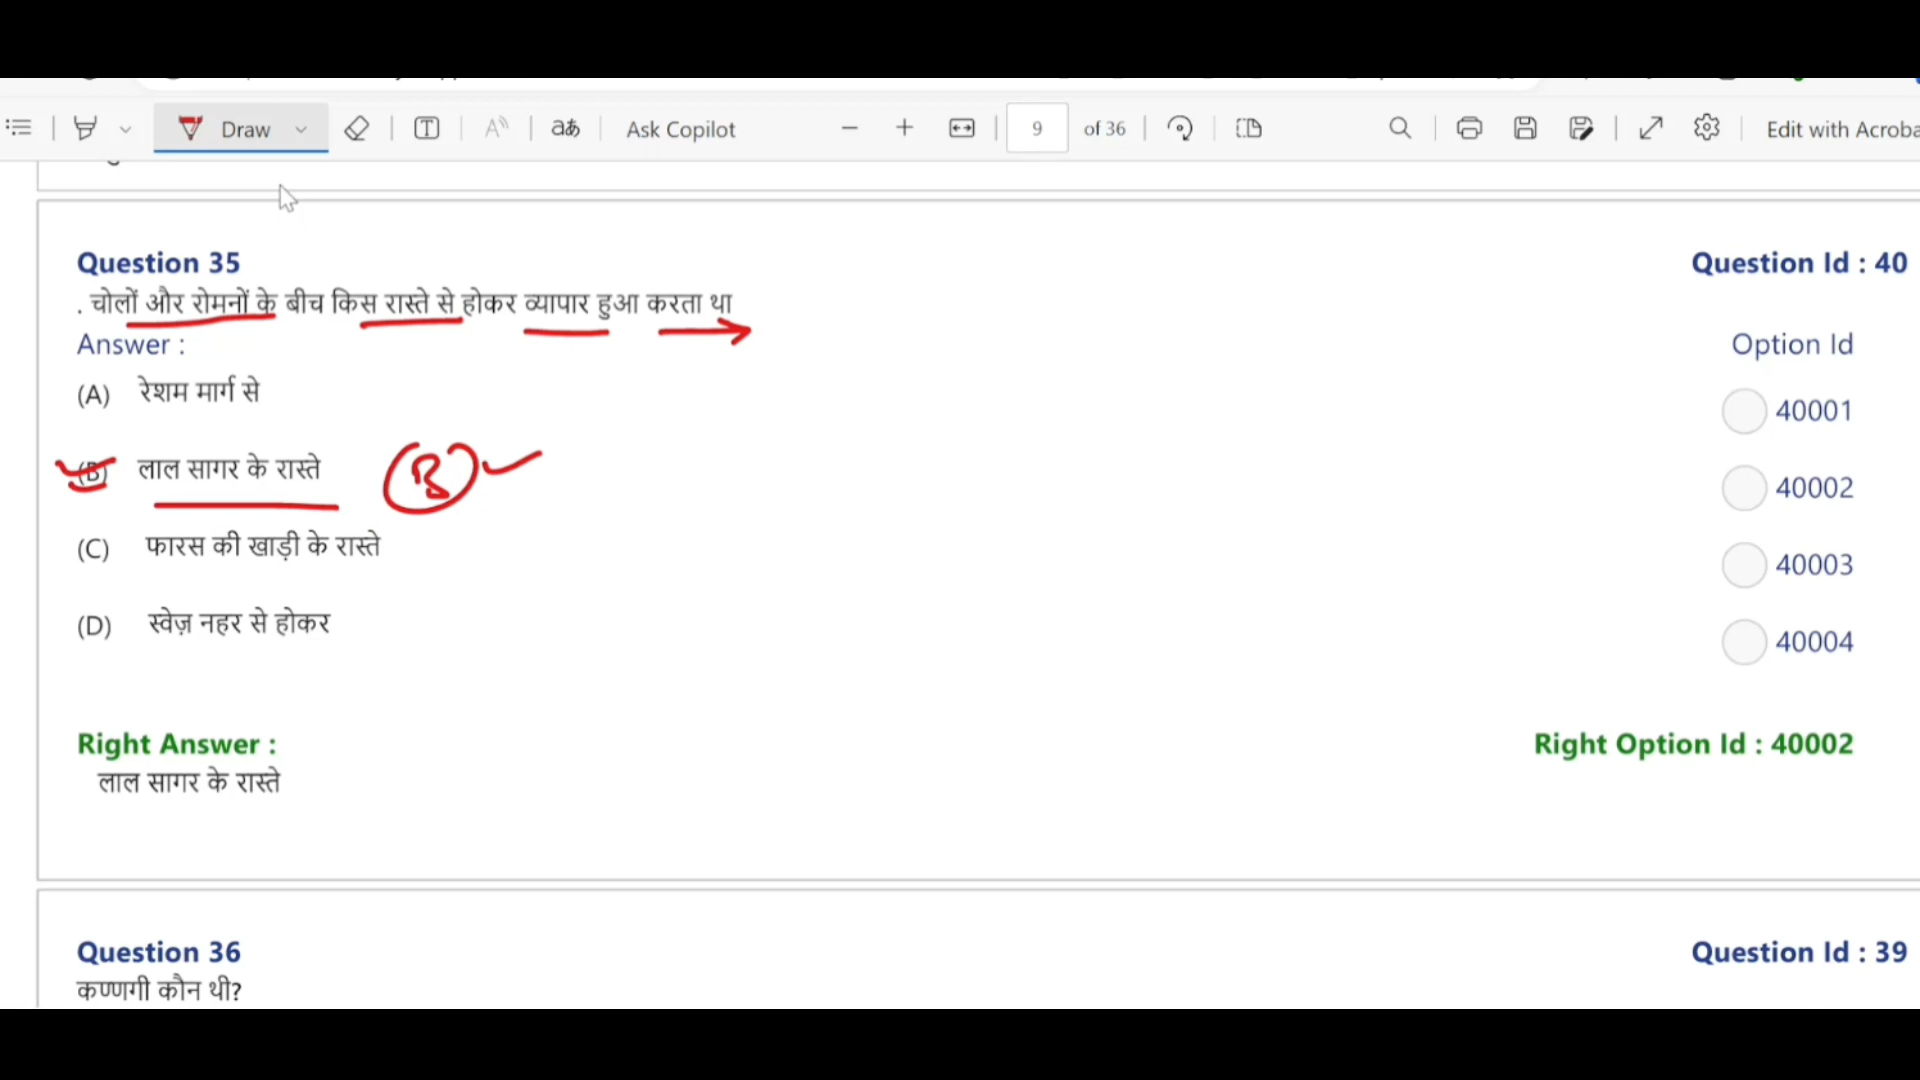 Draw
aあ
Ask Copilot
9 of 36
Edit with Acroba
Question 35 Question Id : 40
. चोलों और रोमनों के बीच किस रास्ते से होकर व्यापार हुआ करता था
Answer : Option Id
(A) रेशम मार्ग से 40001
(B) लाल सागर के रास्ते B 40002
(C) फारस की खाड़ी के रास्ते 40003
(D) स्वेज़ नहर से होकर 40004
Right Answer : Right Option Id : 40002
लाल सागर के रास्ते
Question 36 Question Id : 39
कण्णगी कौन थी?